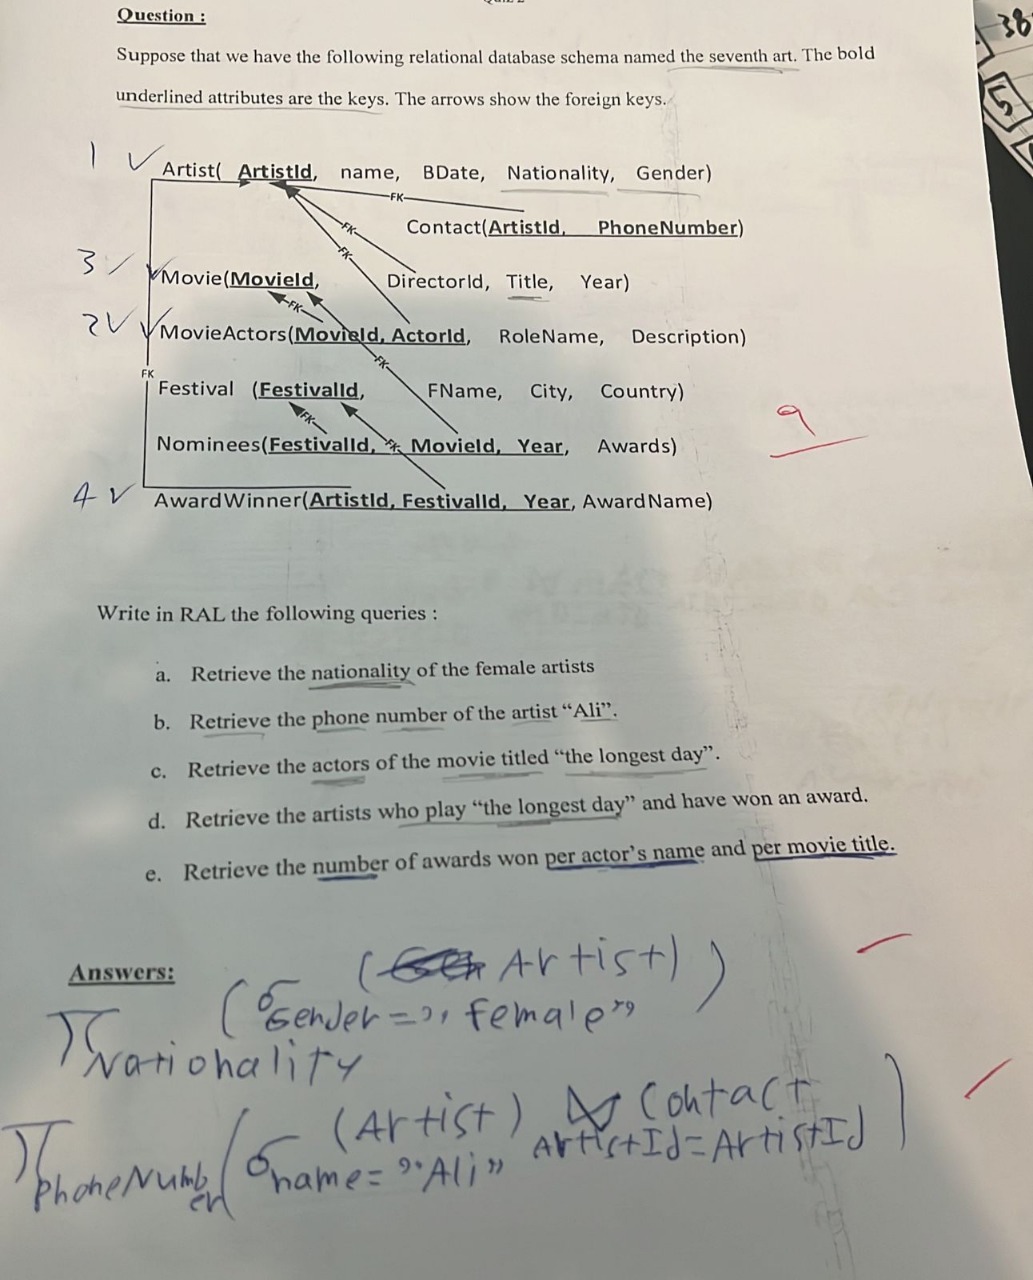 Question :
38
Suppose that we have the following relational database schema named the seventh art. The bold
underlined attributes are the keys. The arrows show the foreign keys.
5
1 ✓ Artist( ArtistId, name, BDate, Nationality, Gender)
FK
Contact(ArtistId, PhoneNumber)
FK
FK
3 ✓ Movie(MovieId, DirectorId, Title, Year)
FK
2 ✓ ✓ MovieActors(MovieId, ActorId, RoleName, Description)
FK
FK
Festival (FestivalId, FName, City, Country)
9
FK
Nominees(FestivalId, FK MovieId, Year, Awards)
4 ✓ AwardWinner(ArtistId, FestivalId, Year, AwardName)
Write in RAL the following queries :
a. Retrieve the nationality of the female artists
b. Retrieve the phone number of the artist “Ali”.
c. Retrieve the actors of the movie titled “the longest day”.
d. Retrieve the artists who play “the longest day” and have won an award.
e. Retrieve the number of awards won per actor’s name and per movie title.
Answers:
π Nationality (σ Gender = ,, female ” (Artist) )
π PhoneNumber ( σ name = ”“Ali” (Artist) ⋈ Contact
ArtistId=ArtistId )